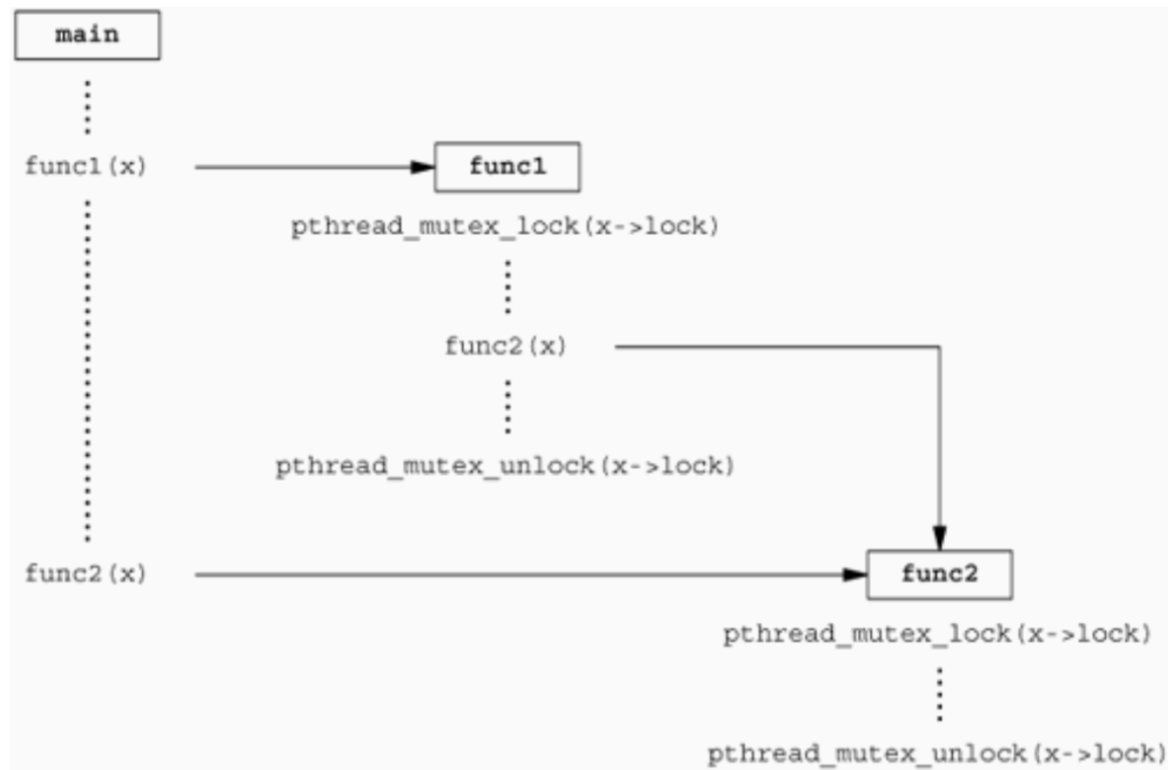 main
func1(x)
func1
pthread_mutex_lock(x->lock)
func2(x)
pthread_mutex_unlock(x->lock)
func2(x)
func2
pthread_mutex_lock(x->lock)
pthread_mutex_unlock(x->lock)